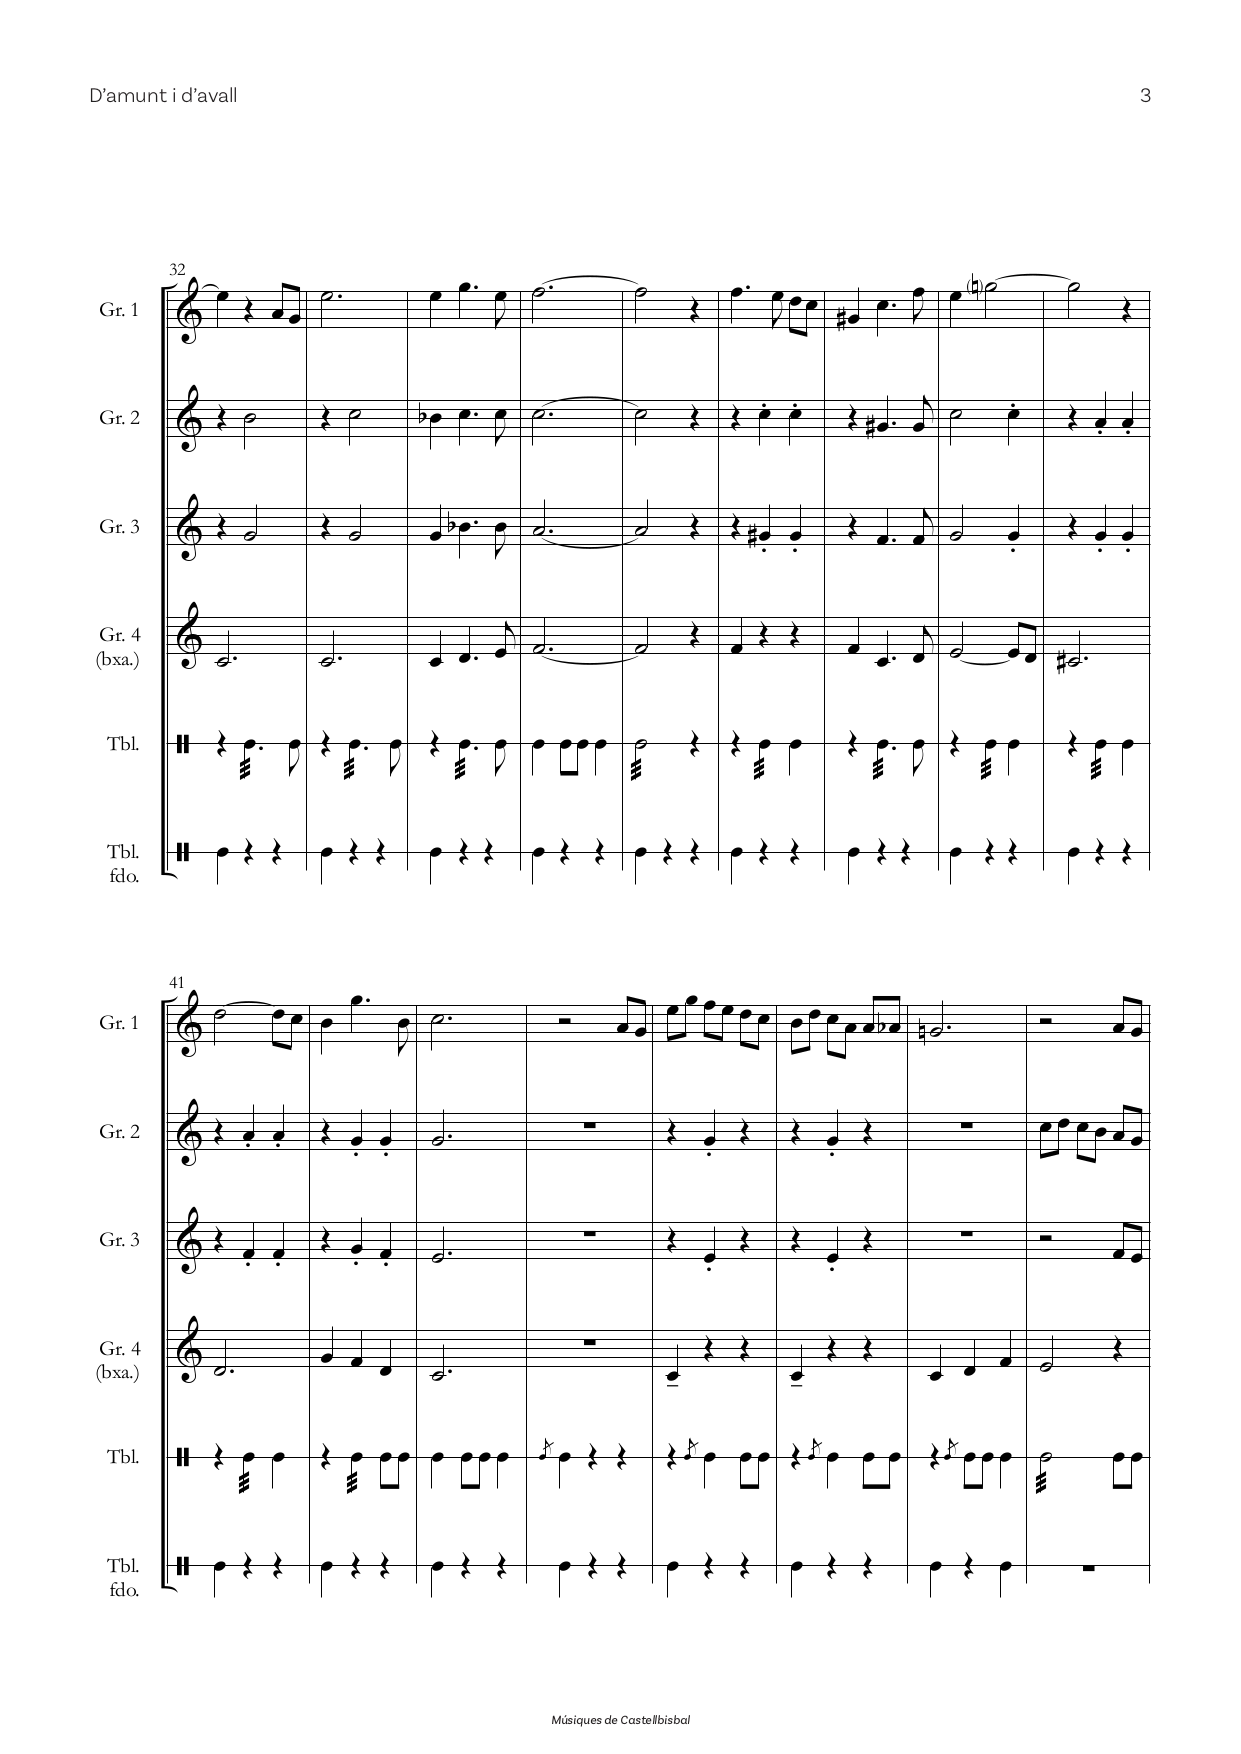 D’amunt i d’avall
3
32
Gr. 1
Gr. 2
Gr. 3
Gr. 4
(bxa.)
Tbl.
Tbl.
fdo.
41
Gr. 1
Gr. 2
Gr. 3
Gr. 4
(bxa.)
Tbl.
Tbl.
fdo.
Músiques de Castellbisbal